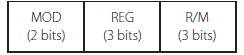 MOD REG R/M
(2 bits) (3 bits) (3 bits)